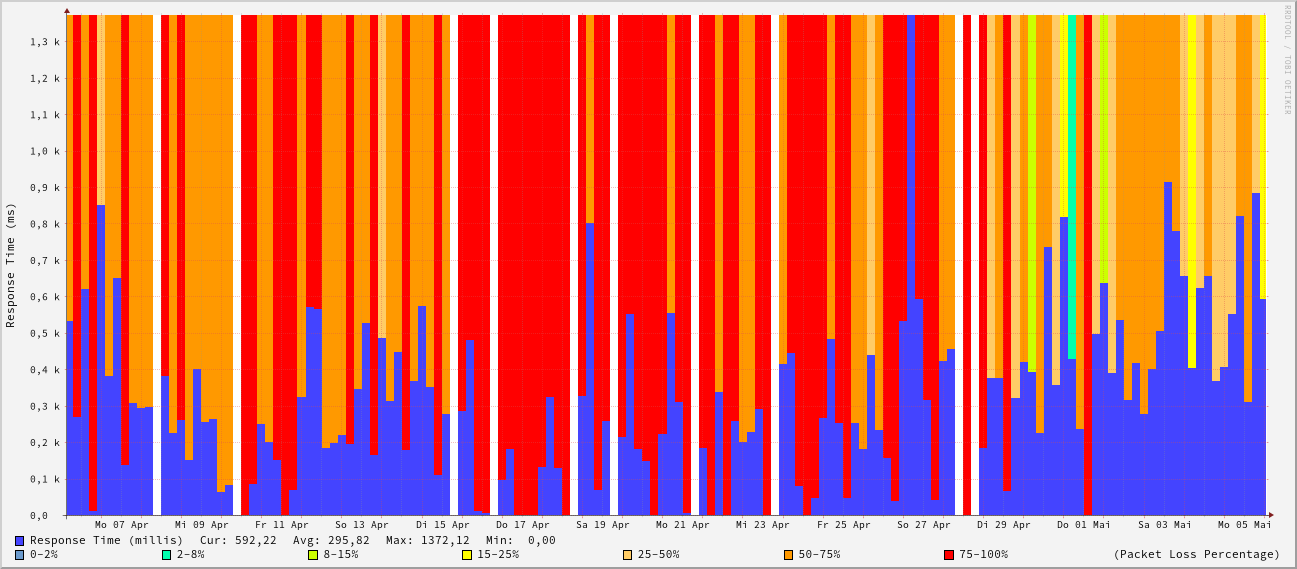 RRDTOOL / TOBI OETIKER
Response Time (ms)
1,3 k
1,2 k
1,1 k
1,0 k
0,9 k
0,8 k
0,7 k
0,6 k
0,5 k
0,4 k
0,3 k
0,2 k
0,1 k
0,0
Mo 07 Apr Mi 09 Apr Fr 11 Apr So 13 Apr Di 15 Apr Do 17 Apr Sa 19 Apr Mo 21 Apr Mi 23 Apr Fr 25 Apr So 27 Apr Di 29 Apr Do 01 Mai Sa 03 Mai Mo 05 Mai
Response Time (millis) Cur: 592,22 Avg: 295,82 Max: 1372,12 Min: 0,00
0-2% 2-8% 8-15% 15-25% 25-50% 50-75% 75-100% (Packet Loss Percentage)